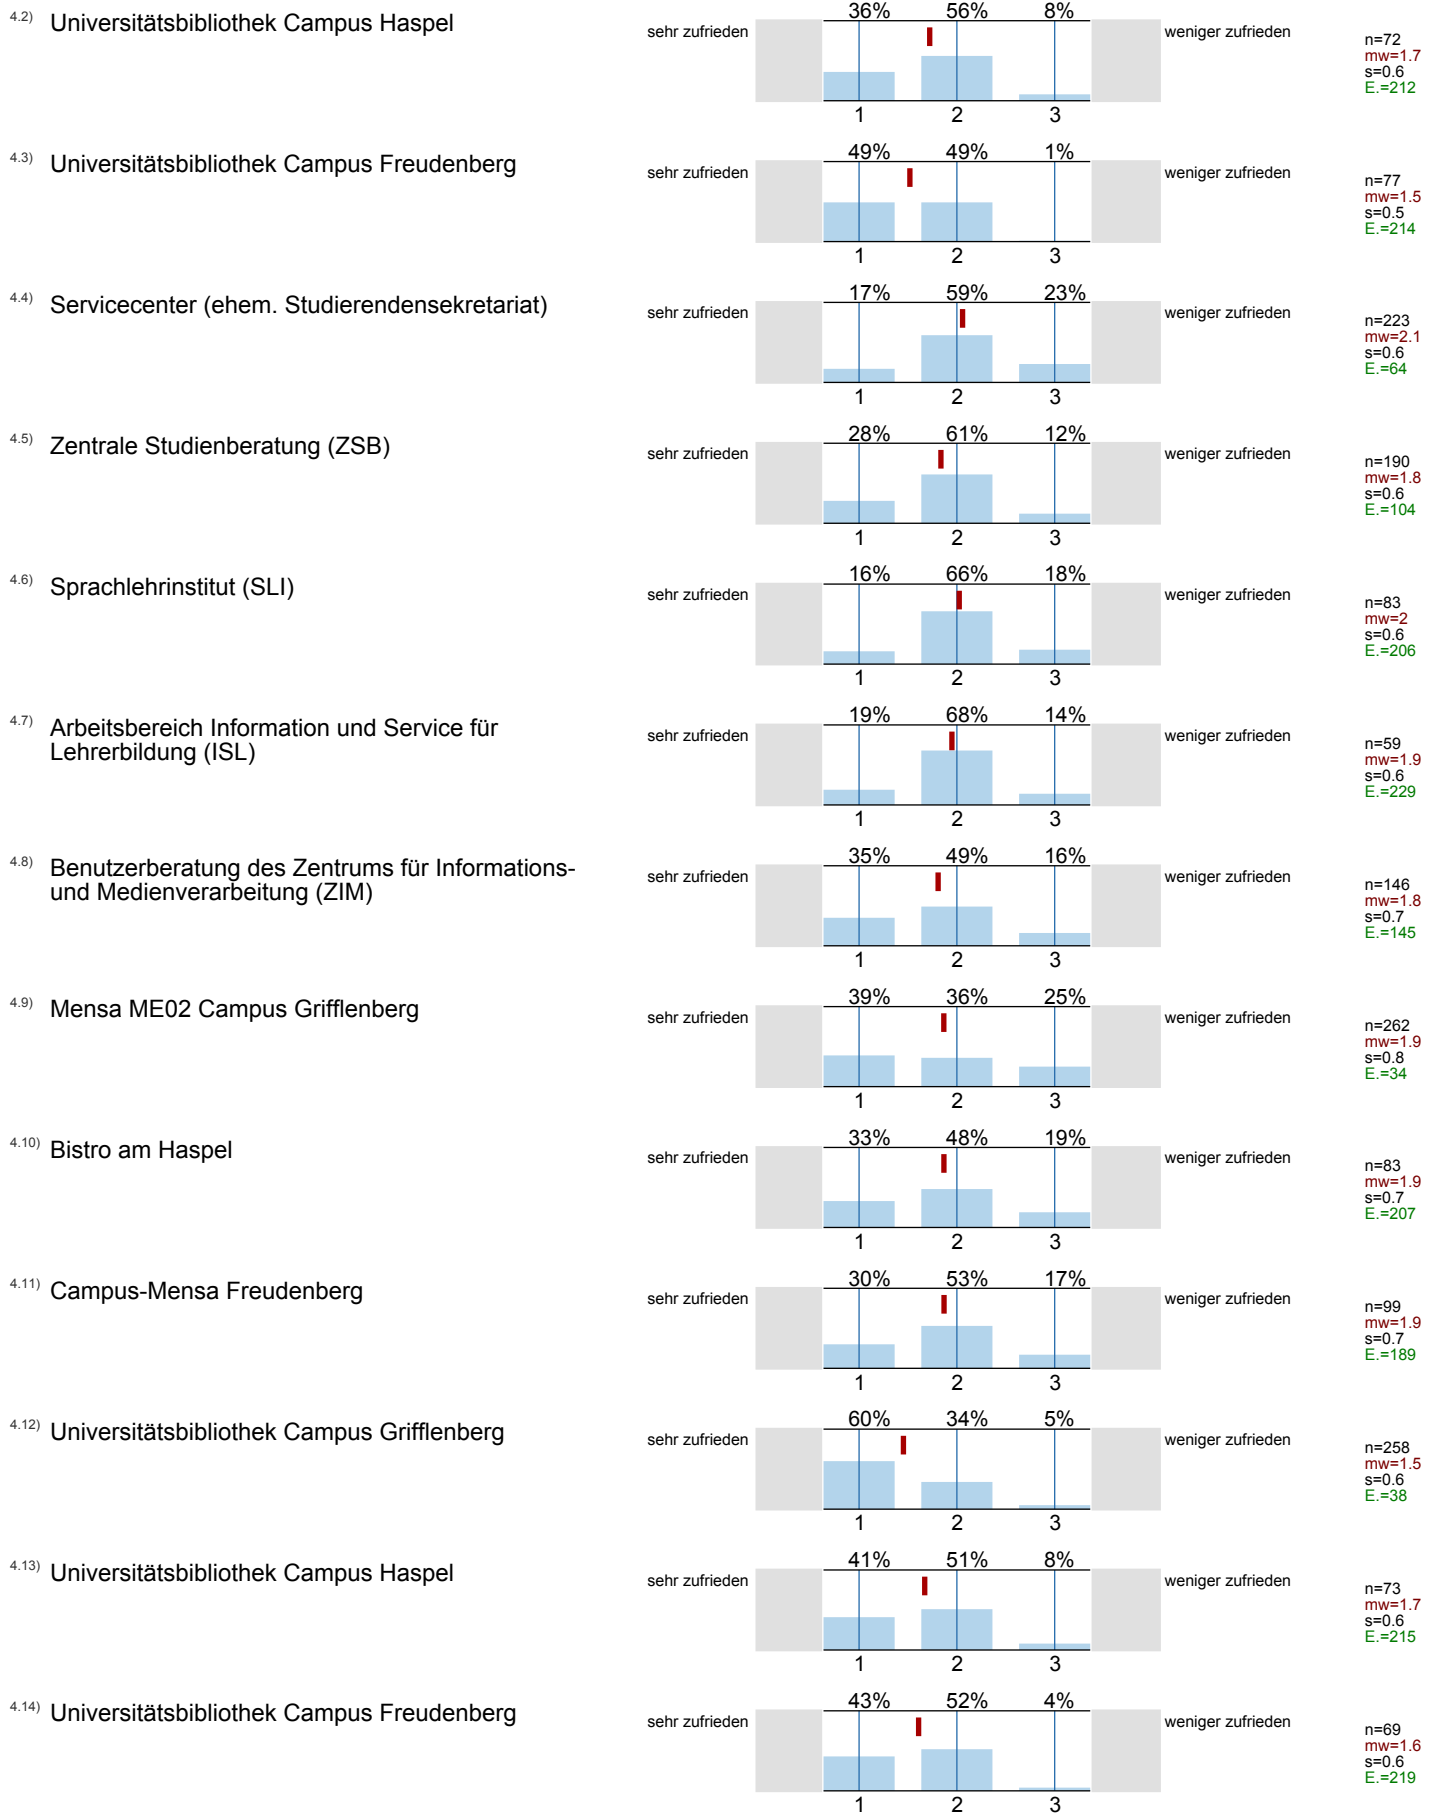 4.2) Universitätsbibliothek Campus Haspel
36% 56% 8%
sehr zufrieden weniger zufrieden
n=72
mw=1.7
s=0.6
E.=212
1 2 3
4.3) Universitätsbibliothek Campus Freudenberg
49% 49% 1%
sehr zufrieden weniger zufrieden
n=77
mw=1.5
s=0.5
E.=214
1 2 3
4.4) Servicecenter (ehem. Studierendensekretariat)
17% 59% 23%
sehr zufrieden weniger zufrieden
n=223
mw=2.1
s=0.6
E.=64
1 2 3
4.5) Zentrale Studienberatung (ZSB)
28% 61% 12%
sehr zufrieden weniger zufrieden
n=190
mw=1.8
s=0.6
E.=104
1 2 3
4.6) Sprachlehrinstitut (SLI)
16% 66% 18%
sehr zufrieden weniger zufrieden
n=83
mw=2
s=0.6
E.=206
1 2 3
4.7) Arbeitsbereich Information und Service für
Lehrerbildung (ISL)
19% 68% 14%
sehr zufrieden weniger zufrieden
n=59
mw=1.9
s=0.6
E.=229
1 2 3
4.8) Benutzerberatung des Zentrums für Informations-
und Medienverarbeitung (ZIM)
35% 49% 16%
sehr zufrieden weniger zufrieden
n=146
mw=1.8
s=0.7
E.=145
1 2 3
4.9) Mensa ME02 Campus Grifflenberg
39% 36% 25%
sehr zufrieden weniger zufrieden
n=262
mw=1.9
s=0.8
E.=34
1 2 3
4.10) Bistro am Haspel
33% 48% 19%
sehr zufrieden weniger zufrieden
n=83
mw=1.9
s=0.7
E.=207
1 2 3
4.11) Campus-Mensa Freudenberg
30% 53% 17%
sehr zufrieden weniger zufrieden
n=99
mw=1.9
s=0.7
E.=189
1 2 3
4.12) Universitätsbibliothek Campus Grifflenberg
60% 34% 5%
sehr zufrieden weniger zufrieden
n=258
mw=1.5
s=0.6
E.=38
1 2 3
4.13) Universitätsbibliothek Campus Haspel
41% 51% 8%
sehr zufrieden weniger zufrieden
n=73
mw=1.7
s=0.6
E.=215
1 2 3
4.14) Universitätsbibliothek Campus Freudenberg
43% 52% 4%
sehr zufrieden weniger zufrieden
n=69
mw=1.6
s=0.6
E.=219
1 2 3